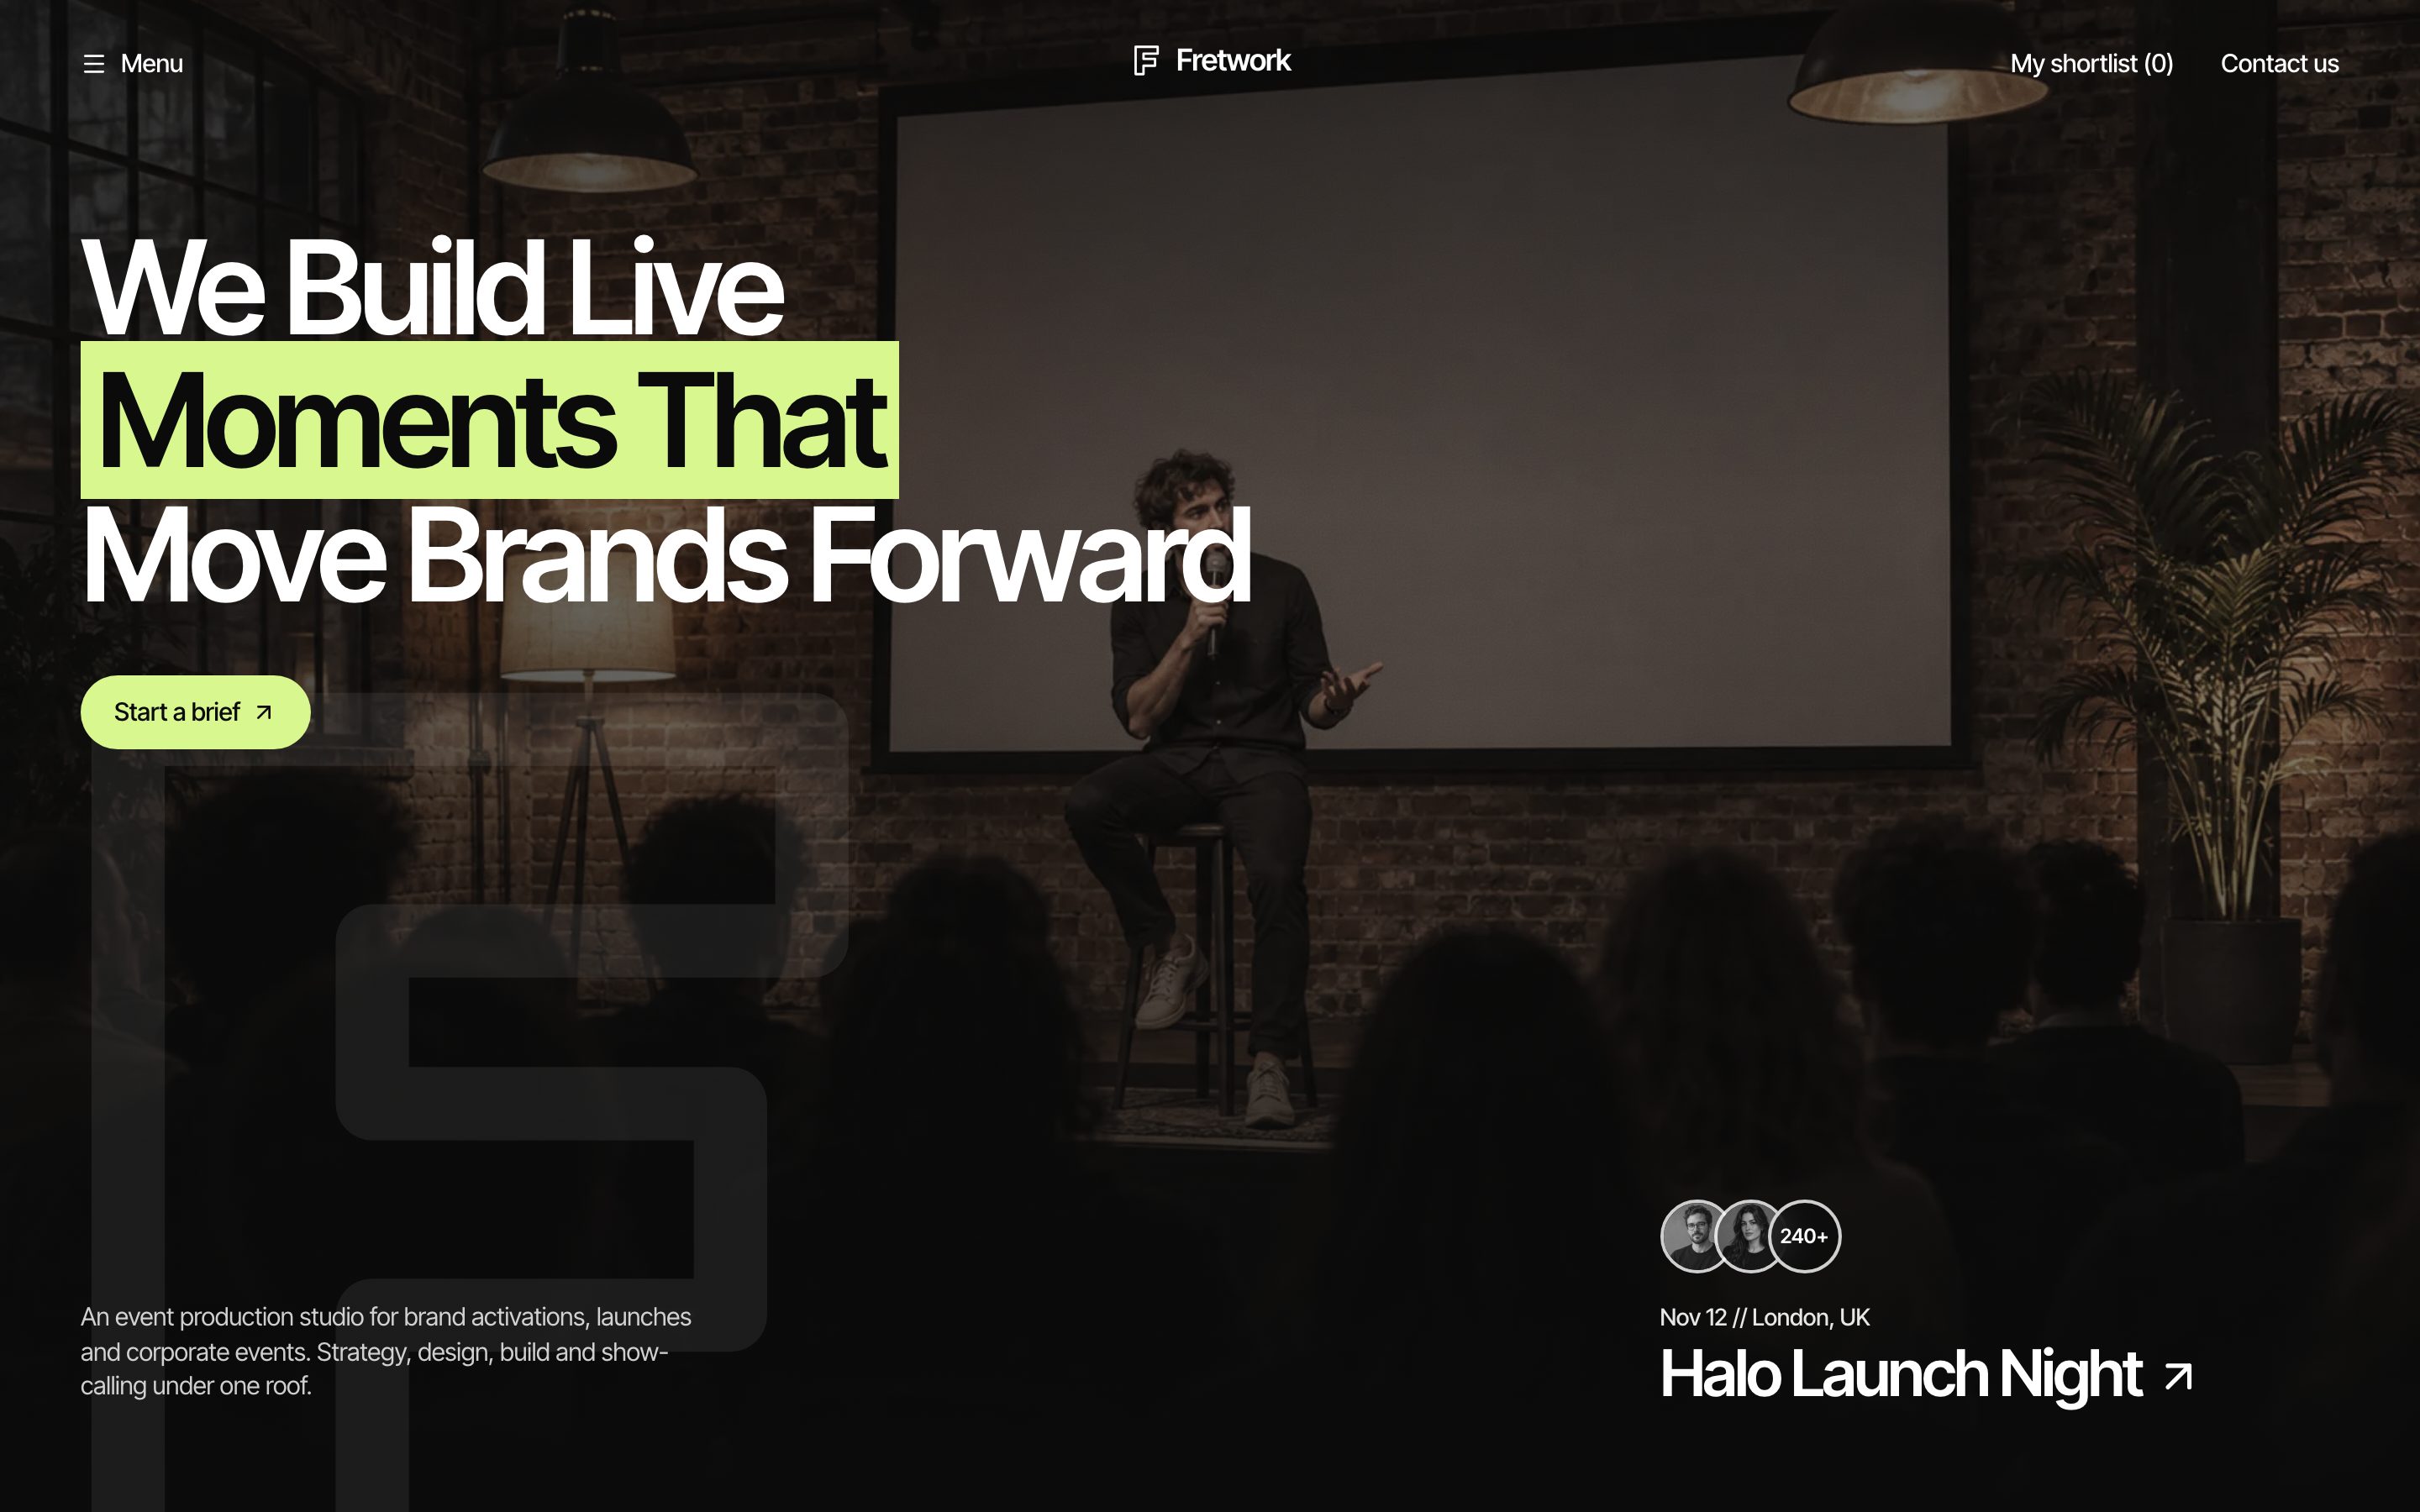 Menu
Fretwork
My shortlist (0)
Contact us
We Build Live
Moments That
Move Brands Forward
Start a brief
240+
An event production studio for brand activations, launches
and corporate events. Strategy, design, build and show-
calling under one roof.
Nov 12 // London, UK
Halo Launch Night